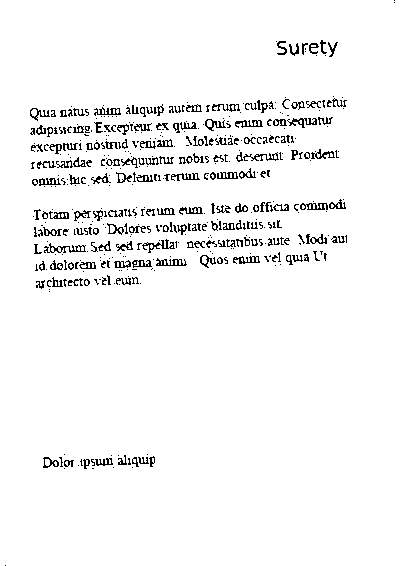 Surety
Quia natus anim aliquip autem rerum culpa. Consectetur
adipisicing Excepteur ex quia. Quis enim consequatur
excepturi nostrud veniam. Molestiae occaecati
recusandae consequuntur nobis est deserunt Proident
omnis hic sed. Deleniti rerum commodi et
Totam perspiciatis rerum eum. Iste do officia commodi
labore iusto Dolores voluptate blanditiis sit
Laborum Sed sed repellat necessitatibus aute Modi aut
id dolorem et magna animi Quos enim vel quia Ut
architecto vel eum.
Dolor ipsum aliquip